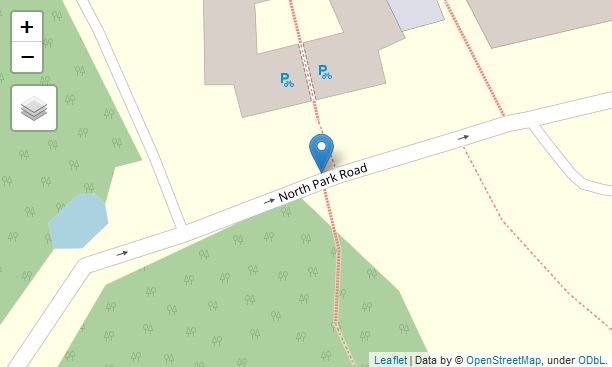 +
−
P
P
North Park Road
Leaflet | Data by © OpenStreetMap, under ODbL.